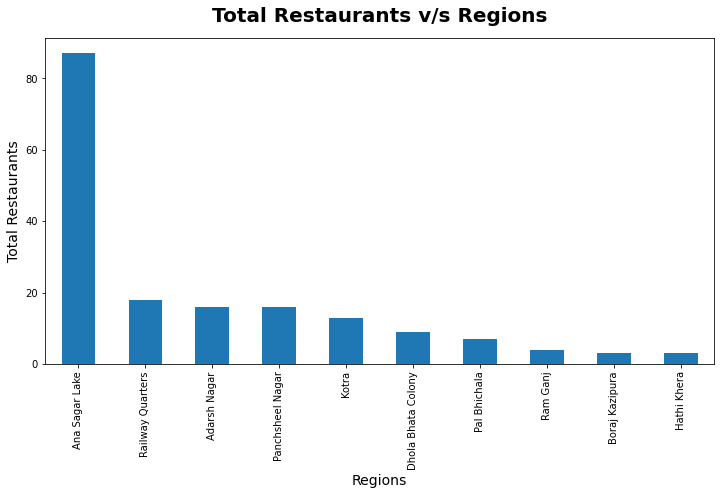 Total Restaurants v/s Regions
Total Restaurants
80
60
40
20
0
Ana Sagar Lake
Railway Quarters
Adarsh Nagar
Panchsheel Nagar
Kotra
Dhola Bhata Colony
Pal Bhichala
Ram Ganj
Boraj Kazipura
Hathi Khera
Regions